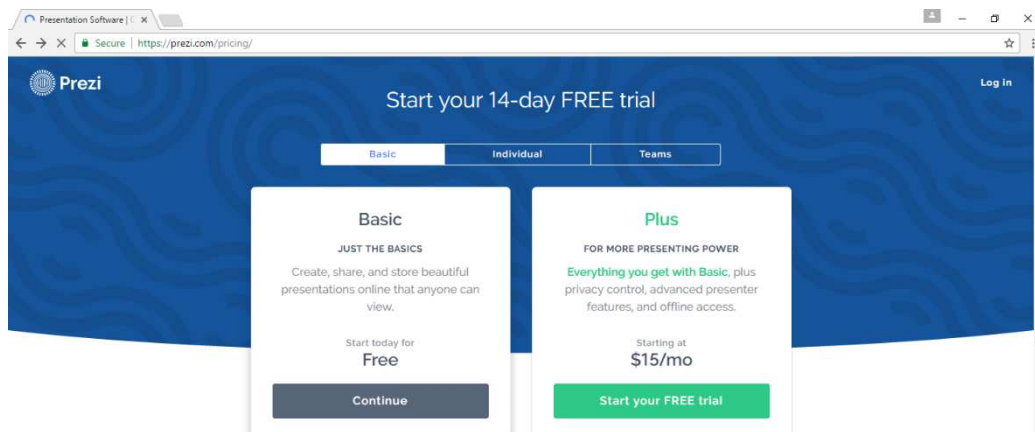 Presentation Software |
Secure | https://prezi.com/pricing/
Prezi
Log in
Start your 14-day FREE trial
Basic Individual Teams
Basic
JUST THE BASICS
Create, share, and store beautiful
presentations online that anyone can
view.
Start today for
Free
Continue
Plus
FOR MORE PRESENTING POWER
Everything you get with Basic, plus
privacy control, advanced presenter
features, and offline access.
Starting at
$15/mo
Start your FREE trial